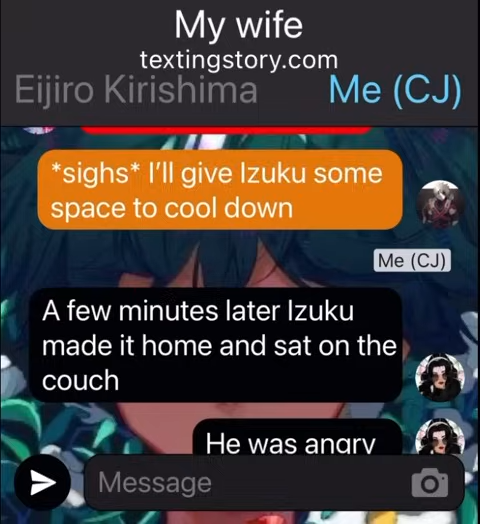 My wife
textingstory.com
Eijiro Kirishima
Me (CJ)
*sighs* I'll give Izuku some
space to cool down
Me (CJ)
A few minutes later Izuku
made it home and sat on the
couch
He was angry
Message